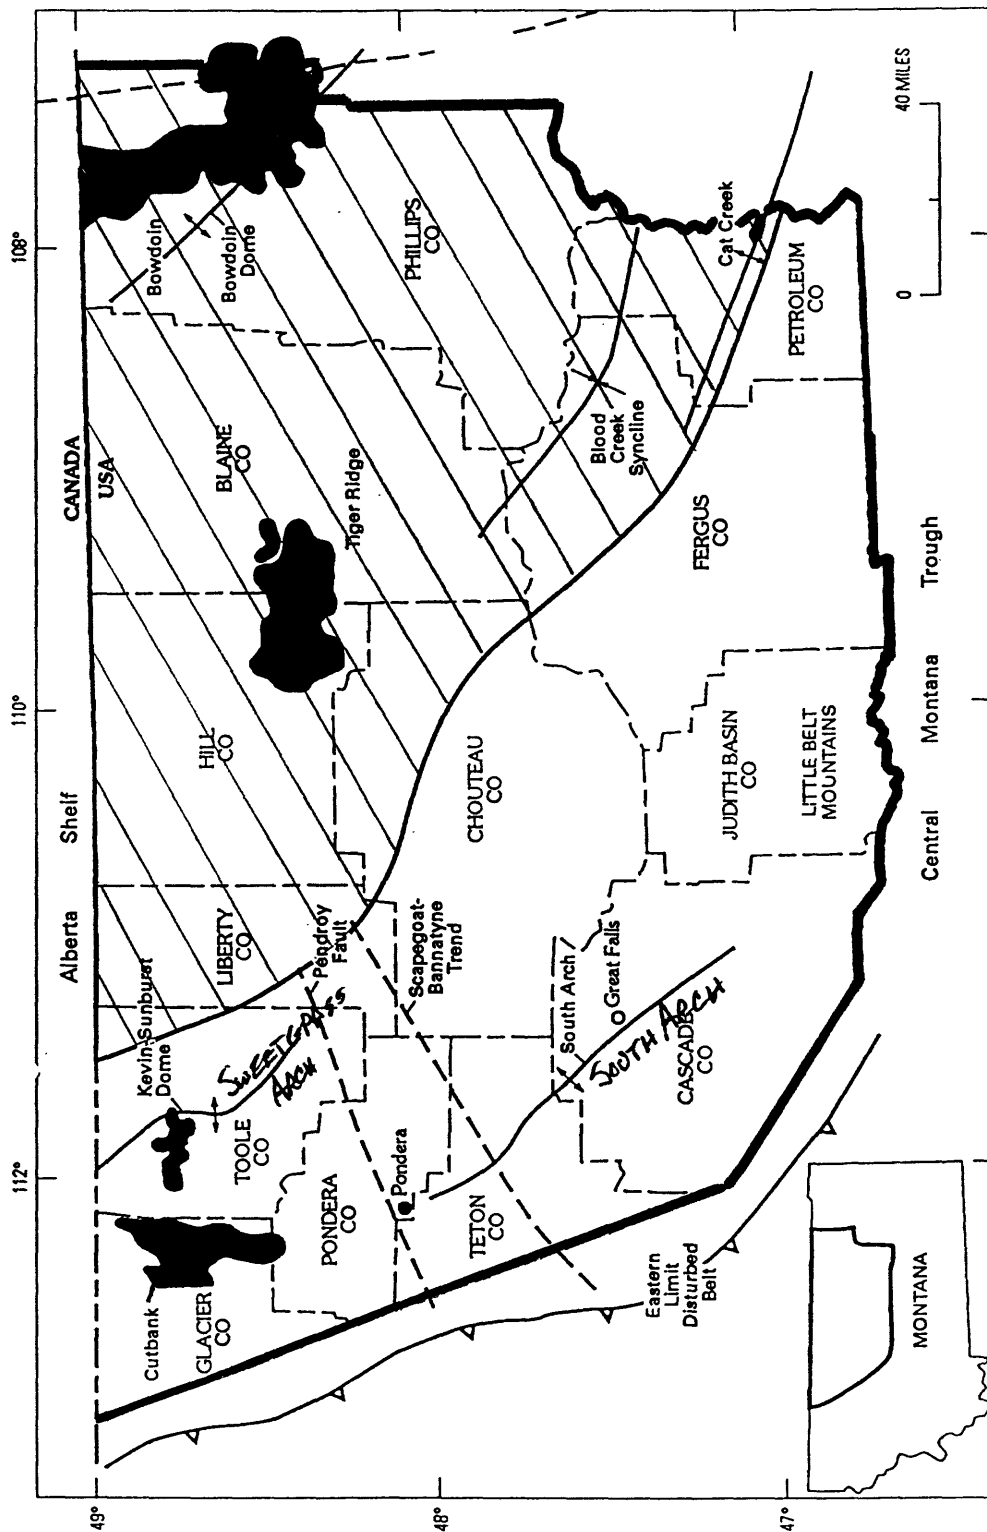 112°
110°
108°
49°
48°
47°
Alberta Shelf
CANADA
USA
Cutbank
GLACIER
CO
Kevin-Sunburst
Dome
SWEETGRASS
ARCH
TOOLE
CO
LIBERTY
CO
HILL
CO
BLAINE
CO
Tiger Ridge
Bowdoin
Bowdoin
Dome
PHILLIPS
CO
PONDERA
CO
Pondera
Pendroy
Fault
Scapegoat-
Bannatyne
Trend
TETON
CO
CHOUTEAU
CO
South Arch
Great Falls
SOUTH ARCH
CASCADE
CO
Blood
Creek
Syncline
Cat Creek
FERGUS
CO
PETROLEUM
CO
JUDITH BASIN
CO
LITTLE BELT
MOUNTAINS
Eastern
Limit
Disturbed
Belt
Central Montana Trough
MONTANA
0 40 MILES